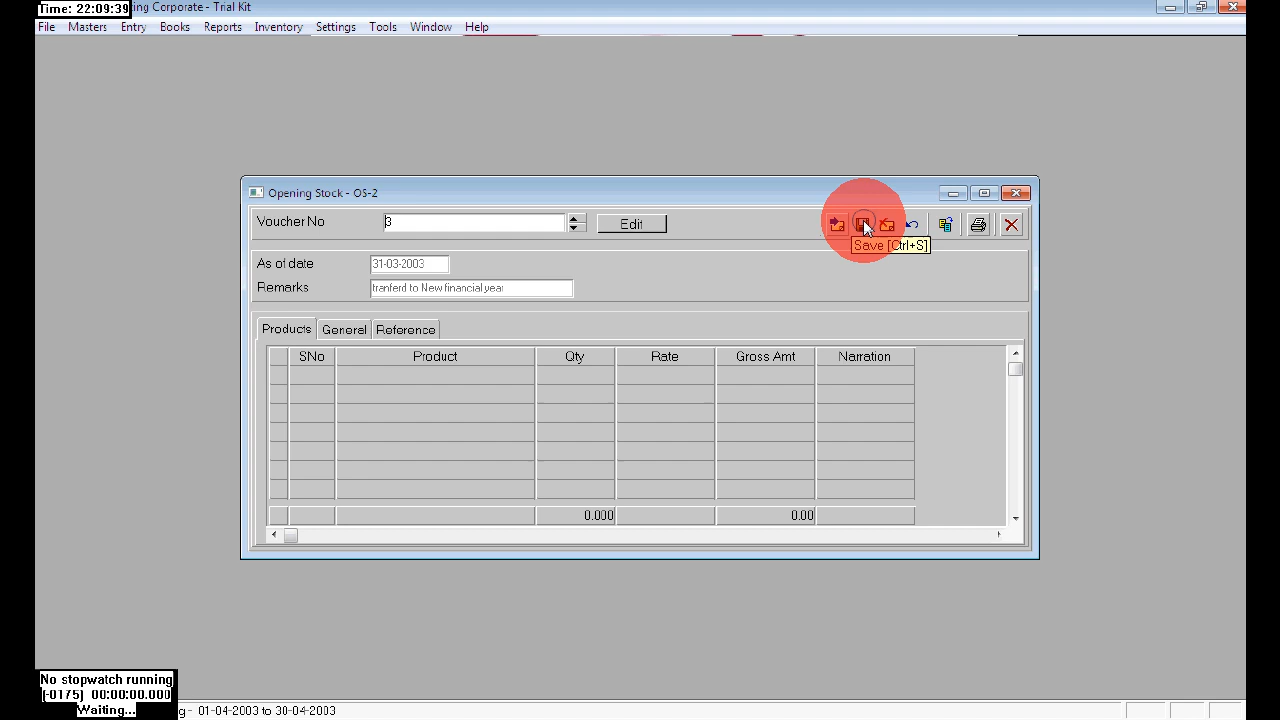 Time: 22:09:39
ing Corporate - Trial Kit
File Masters Entry Books Reports Inventory Settings Tools Window Help
Opening Stock - OS-2
Voucher No 3 Edit
Save [Ctrl+S]
As of date 31-03-2003
Remarks tranferd to New financial year
Products General Reference
SNo Product Qty Rate Gross Amt Narration
0.000 0.00
No stopwatch running
(-0175) 00:00:00.000
Waiting...
g - 01-04-2003 to 30-04-2003